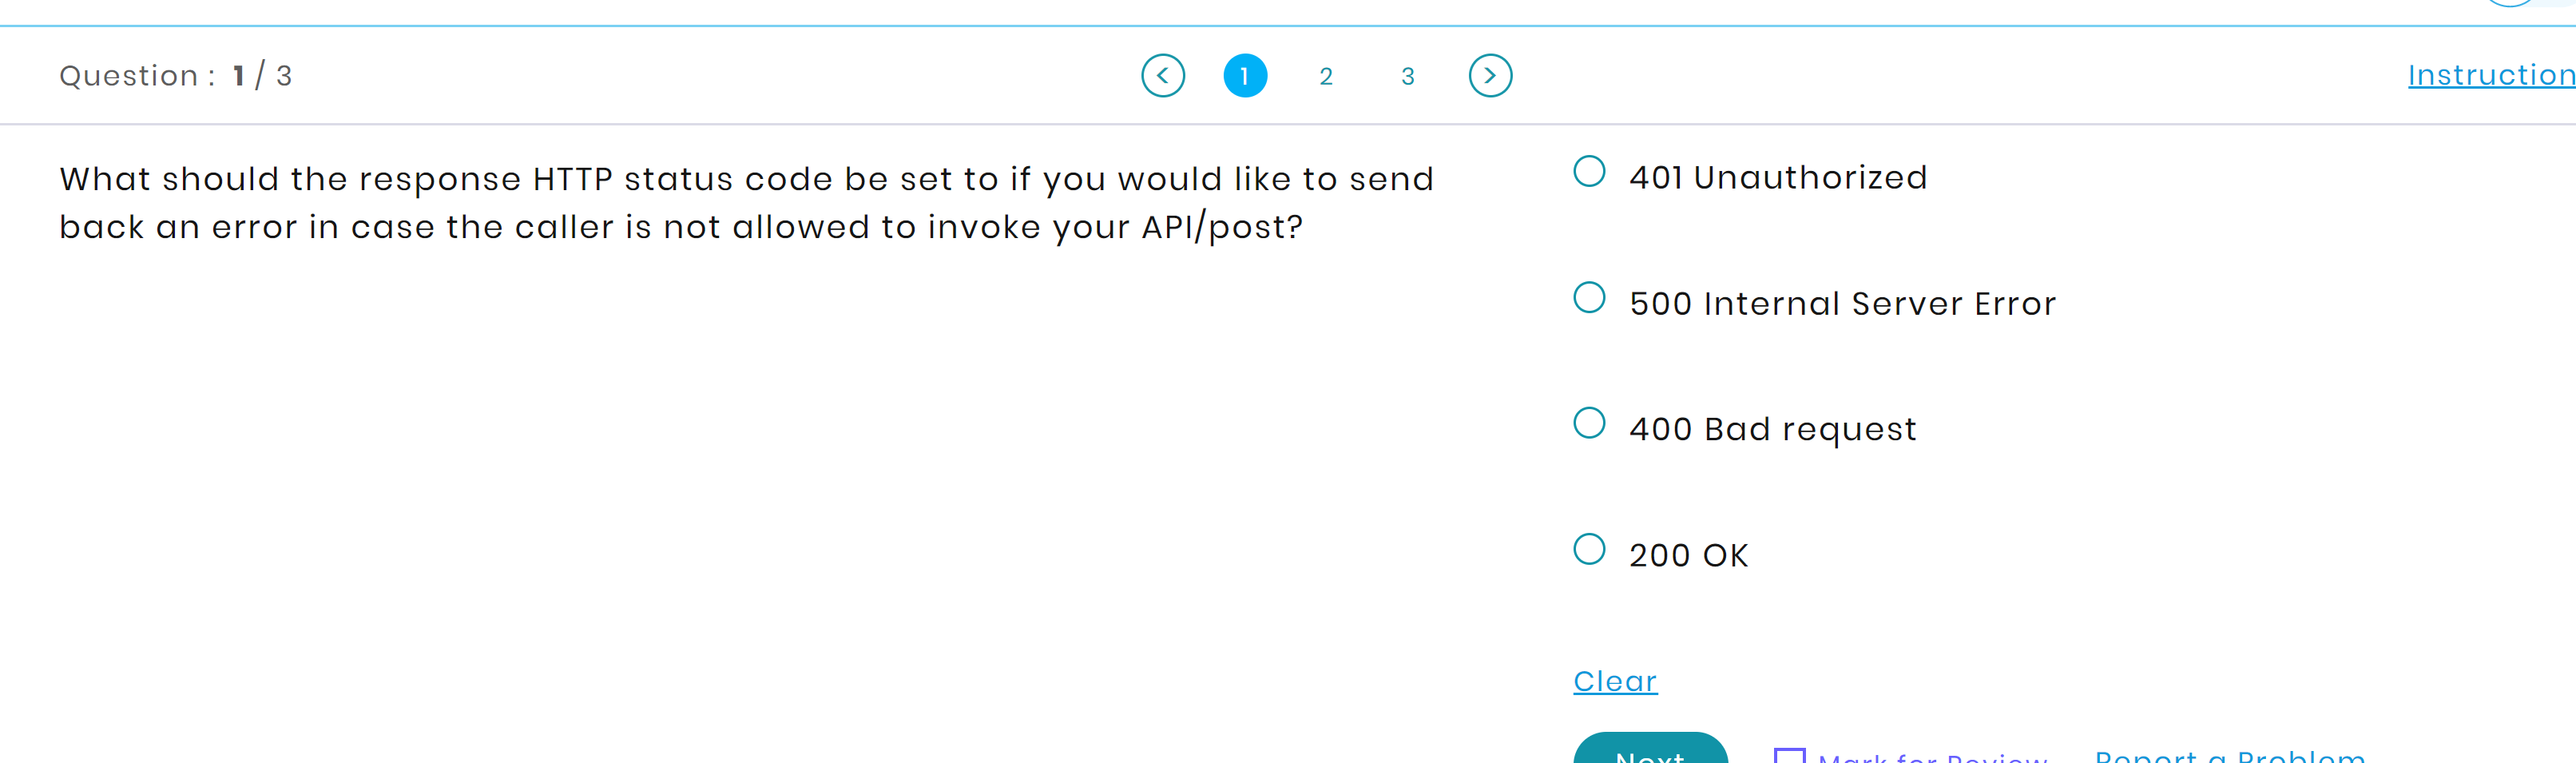 Question : 1 / 3
1 2 3
Instruction
What should the response HTTP status code be set to if you would like to send
back an error in case the caller is not allowed to invoke your API/post?
401 Unauthorized
500 Internal Server Error
400 Bad request
200 OK
Clear
Next Mark for Review Report a Problem